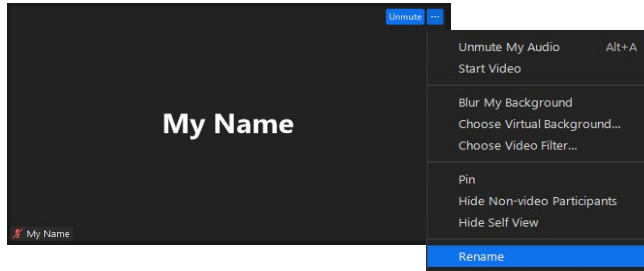 Unmute ...
Unmute My Audio Alt+A
Start Video
Blur My Background
Choose Virtual Background...
Choose Video Filter...
My Name
Pin
Hide Non-video Participants
Hide Self View
My Name
Rename